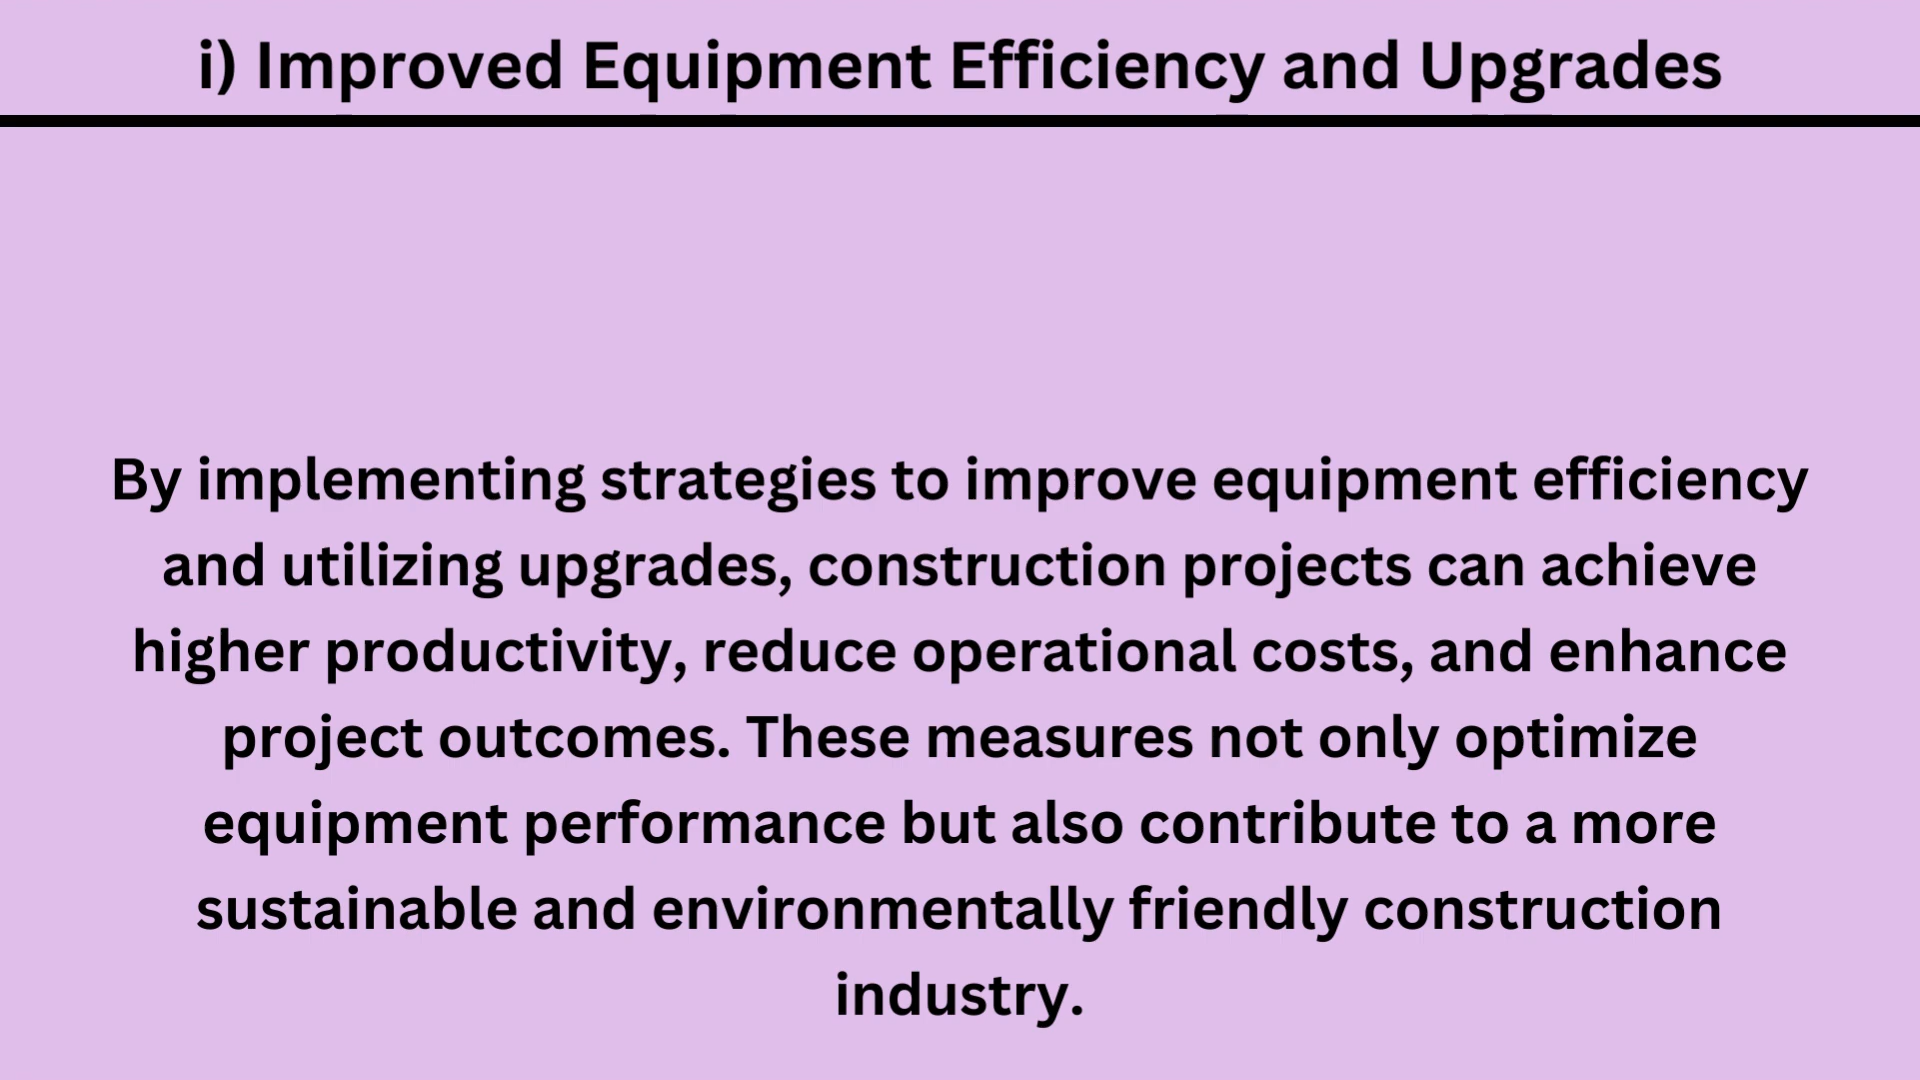 i) Improved Equipment Efficiency and Upgrades
By implementing strategies to improve equipment efficiency
and utilizing upgrades, construction projects can achieve
higher productivity, reduce operational costs, and enhance
project outcomes. These measures not only optimize
equipment performance but also contribute to a more
sustainable and environmentally friendly construction
industry.